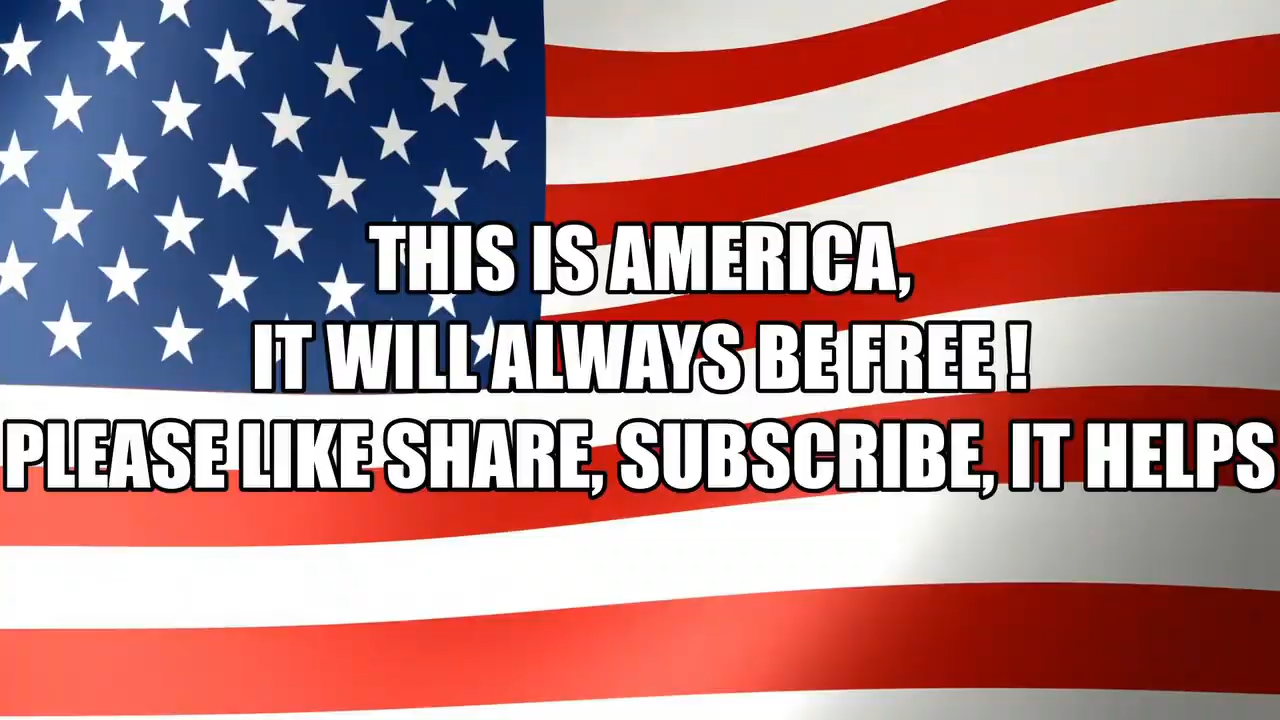 THIS IS AMERICA,
IT WILL ALWAYS BE FREE !
PLEASE LIKE SHARE, SUBSCRIBE, IT HELPS